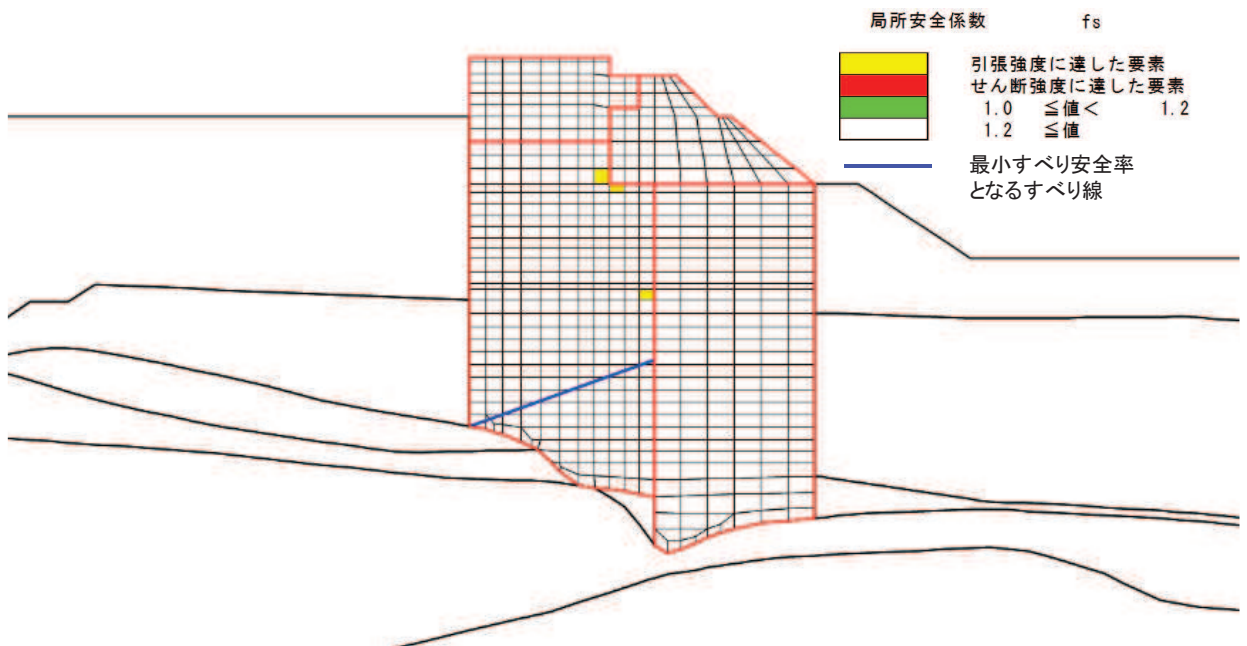 局所安全係数 fs
引張強度に達した要素
せん断強度に達した要素
1.0 ≦値< 1.2
1.2 ≦値
最小すべり安全率
となるすべり線